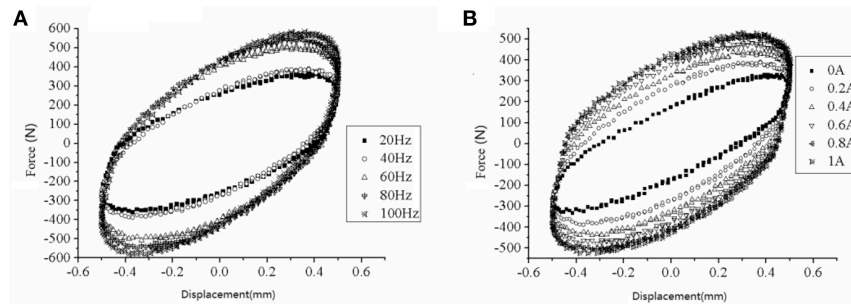 A
600
500
400
300
200
100
0
-100
-200
-300
-400
-500
-600
Force (N)
-0.6
-0.4
-0.2
0.0
0.2
0.4
0.6
Displacement(mm)
20Hz
40Hz
60Hz
80Hz
100Hz
B
500
400
300
200
100
0
-100
-200
-300
-400
-500
Force (N)
-0.6
-0.4
-0.2
0.0
0.2
0.4
0.6
Displacement(mm)
0A
0.2A
0.4A
0.6A
0.8A
1A